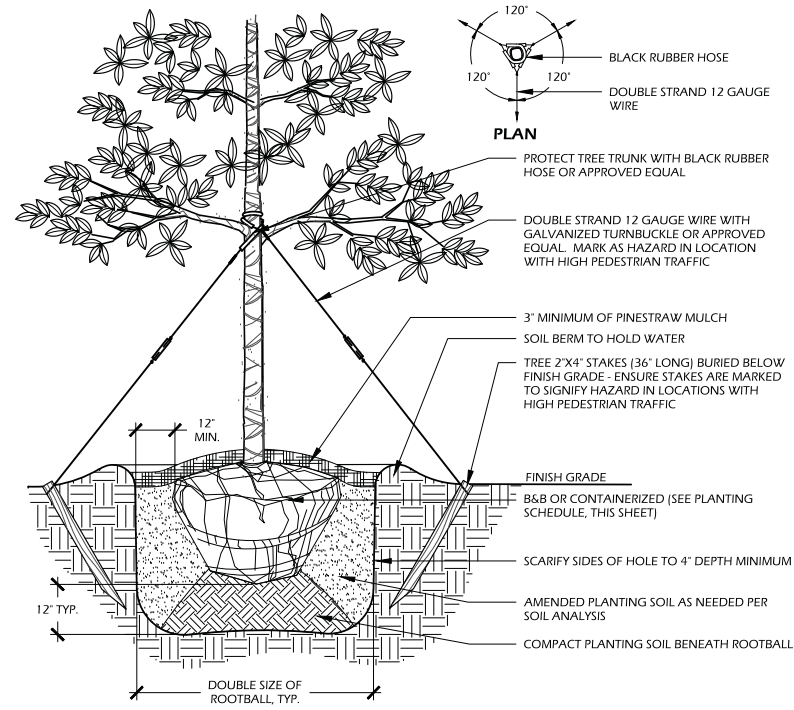 120°
120°
120°
BLACK RUBBER HOSE
DOUBLE STRAND 12 GAUGE
WIRE
PLAN
PROTECT TREE TRUNK WITH BLACK RUBBER
HOSE OR APPROVED EQUAL
DOUBLE STRAND 12 GAUGE WIRE WITH
GALVANIZED TURNBUCKLE OR APPROVED
EQUAL. MARK AS HAZARD IN LOCATION
WITH HIGH PEDESTRIAN TRAFFIC
3" MINIMUM OF PINESTRAW MULCH
SOIL BERM TO HOLD WATER
TREE 2"X4" STAKES (36" LONG) BURIED BELOW
FINISH GRADE - ENSURE STAKES ARE MARKED
TO SIGNIFY HAZARD IN LOCATIONS WITH
HIGH PEDESTRIAN TRAFFIC
12"
MIN.
FINISH GRADE
B&B OR CONTAINERIZED (SEE PLANTING
SCHEDULE, THIS SHEET)
SCARIFY SIDES OF HOLE TO 4" DEPTH MINIMUM
12" TYP.
AMENDED PLANTING SOIL AS NEEDED PER
SOIL ANALYSIS
COMPACT PLANTING SOIL BENEATH ROOTBALL
DOUBLE SIZE OF
ROOTBALL, TYP.